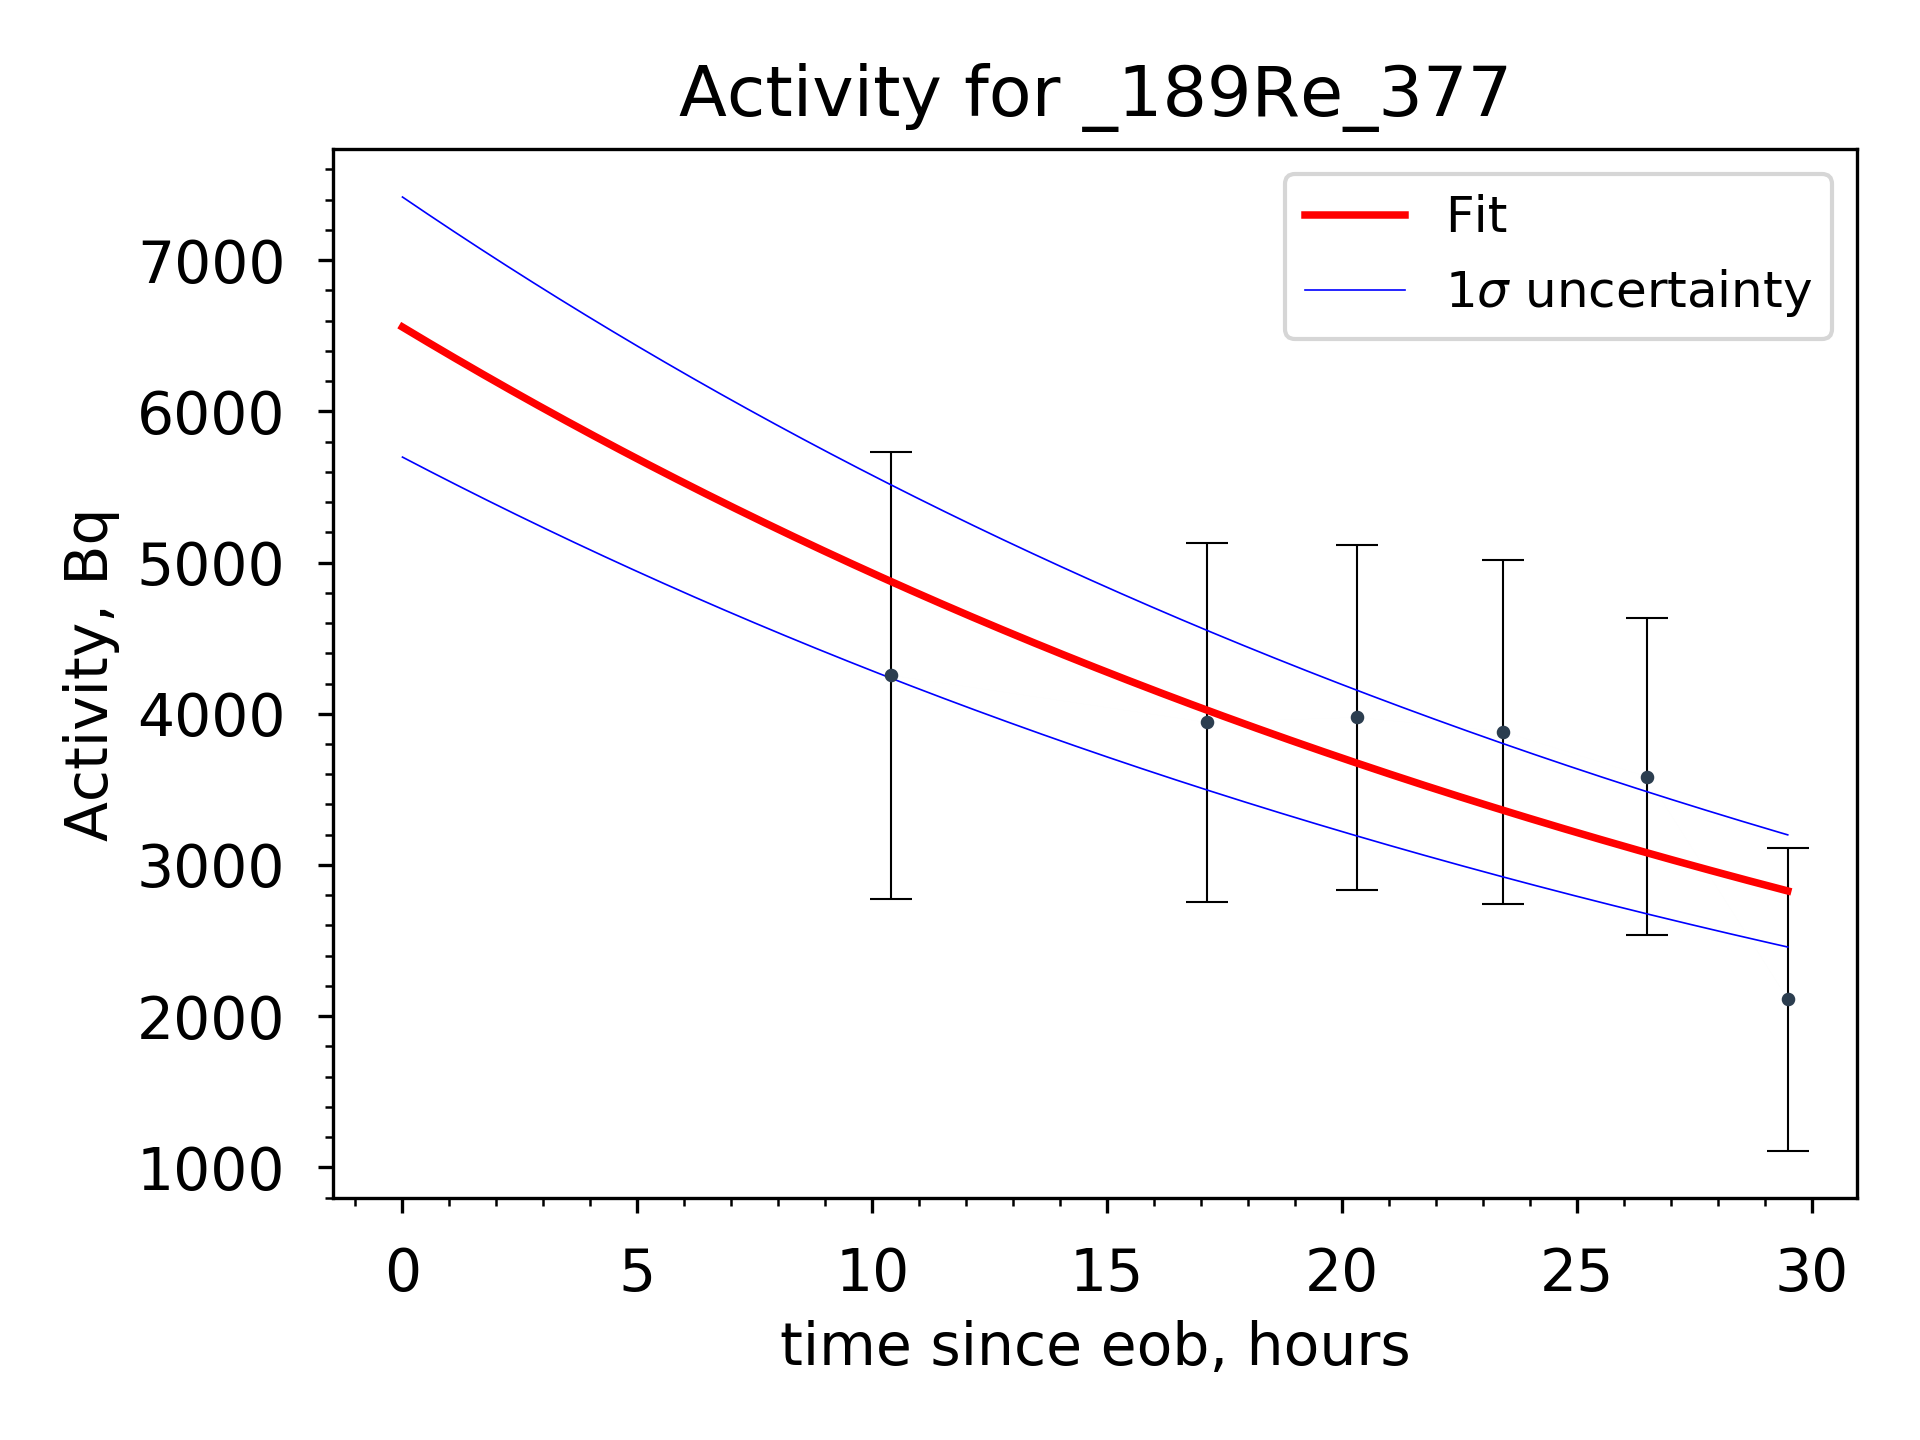 Activity for _189Re_377
Fit
1σ uncertainty
Activity, Bq
7000
6000
5000
4000
3000
2000
1000
0 5 10 15 20 25 30
time since eob, hours